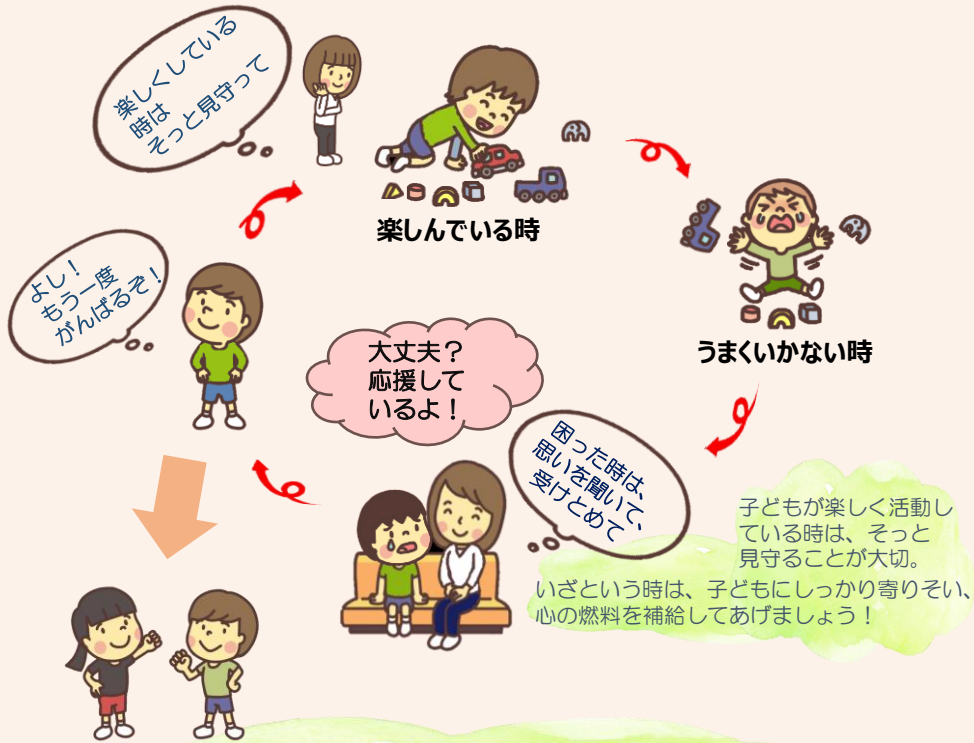 楽しくしている
時は
そっと見守って
楽しんでいる時
うまくいかない時
よし！
もう一度
がんばるぞ！
大丈夫？
応援して
いるよ！
困った時は、
思いを聞いて、
受けとめて
子どもが楽しく活動し
ている時は、そっと
見守ることが大切。
いざという時は、子どもにしっかり寄りそい、
心の燃料を補給してあげましょう！